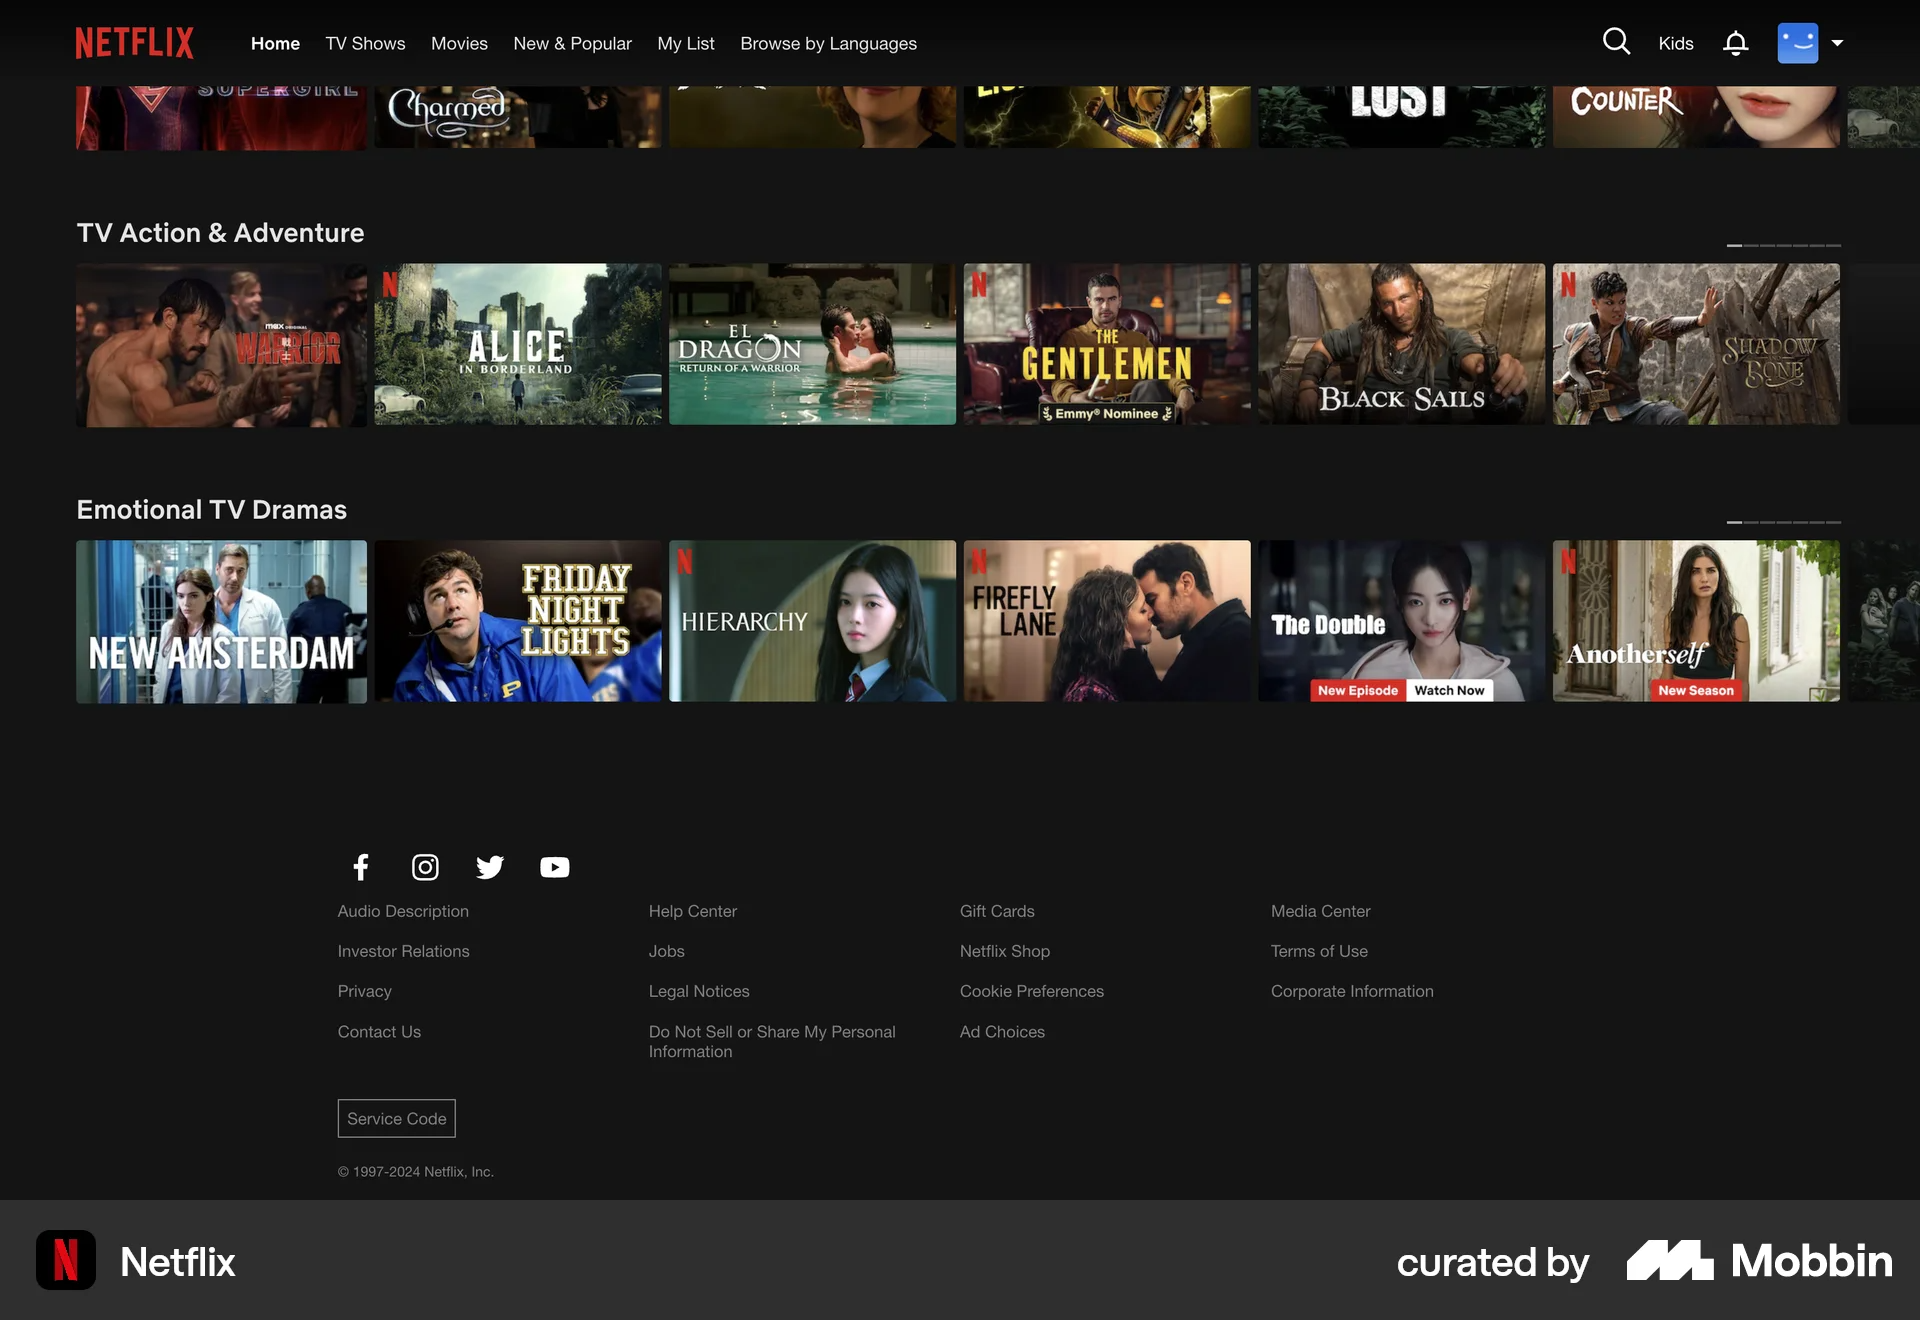 NETFLIX
Home
TV Shows
Movies
New & Popular
My List
Browse by Languages
Kids
SUPERGIRL
Charmed
LOST
COUNTER
TV Action & Adventure
max ORIGINAL
WARRIOR
ALICE
IN BORDERLAND
EL
DRAGON
RETURN OF A WARRIOR
THE
GENTLEMEN
Emmy® Nominee
BLACK SAILS
SHADOW
AND
BONE
Emotional TV Dramas
NEW AMSTERDAM
FRIDAY
NIGHT
LIGHTS
P
HIERARCHY
FIREFLY
LANE
The Double
New Episode
Watch Now
Anotherself
New Season
Audio Description
Help Center
Gift Cards
Media Center
Investor Relations
Jobs
Netflix Shop
Terms of Use
Privacy
Legal Notices
Cookie Preferences
Corporate Information
Contact Us
Do Not Sell or Share My Personal
Information
Ad Choices
Service Code
© 1997-2024 Netflix, Inc.
N
Netflix
curated by
Mobbin